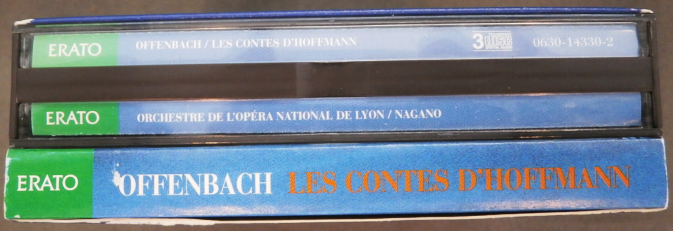 ERATO OFFENBACH / LES CONTES D'HOFFMANN 3 disc 0630-14330-2
ERATO ORCHESTRE DE L'OPÉRA NATIONAL DE LYON / NAGANO
ERATO OFFENBACH LES CONTES D'HOFFMANN